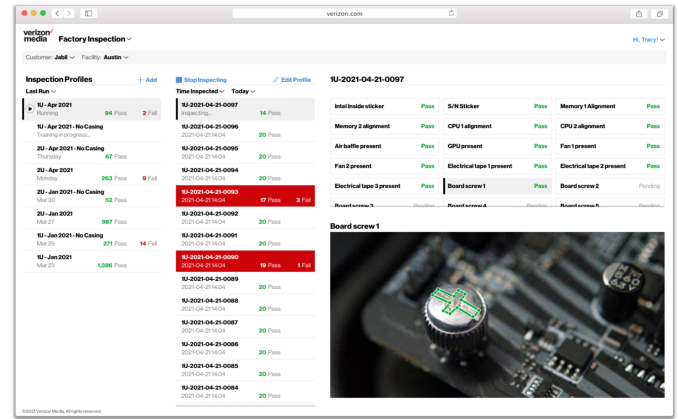 verizon.com
verizon✓
media Factory Inspection
Hi, Tracy!
Customer: Jabil Facility: Austin
Inspection Profiles + Add
Last Run
1U - Apr 2021
Running 94 Pass 2 Fail
1U - Apr 2021 - No Casing
Training in progress...
2U - Apr 2021 - No Casing
Thursday 67 Pass
2U - Apr 2021
Monday 263 Pass 9 Fail
2U - Jan 2021 - No Casing
Mar 30 52 Pass
2U - Jan 2021
Mar 27 987 Pass
1U - Jan 2021 - No Casing
Mar 25 271 Pass 14 Fail
1U - Jan 2021
Mar 23 1,386 Pass
Stop Inspecting Edit Profile
Time Inspected Today
1U-2021-04-21-0097
Inspecting... 14 Pass
1U-2021-04-21-0096
2021-04-21 14:04 20 Pass
1U-2021-04-21-0095
2021-04-21 14:04 20 Pass
1U-2021-04-21-0094
2021-04-21 14:04 20 Pass
1U-2021-04-21-0093
2021-04-21 14:04 17 Pass 3 Fail
1U-2021-04-21-0092
2021-04-21 14:04 20 Pass
1U-2021-04-21-0091
2021-04-21 14:04 20 Pass
1U-2021-04-21-0090
2021-04-21 14:04 19 Pass 1 Fail
1U-2021-04-21-0089
2021-04-21 14:04 20 Pass
1U-2021-04-21-0088
2021-04-21 14:04 20 Pass
1U-2021-04-21-0087
2021-04-21 14:04 20 Pass
1U-2021-04-21-0086
2021-04-21 14:04 20 Pass
1U-2021-04-21-0085
2021-04-21 14:04 20 Pass
1U-2021-04-21-0084
2021-04-21 14:04 20 Pass
1U-2021-04-21-0097
Intel Inside sticker Pass S/N Sticker Pass Memory 1 Alignment Pass
Memory 2 alignment Pass CPU 1 alignment Pass CPU 2 alignment Pass
Air baffle present Pass GPU present Pass Fan 1 present Pass
Fan 2 present Pass Electrical tape 1 present Pass Electrical tape 2 present Pass
Electrical tape 3 present Pass Board screw 1 Pass Board screw 2 Pending
Board screw 3 Pending Board screw 4 Pending Board screw 5 Pending
Board screw 1
©2021 Verizon Media. All rights reserved.